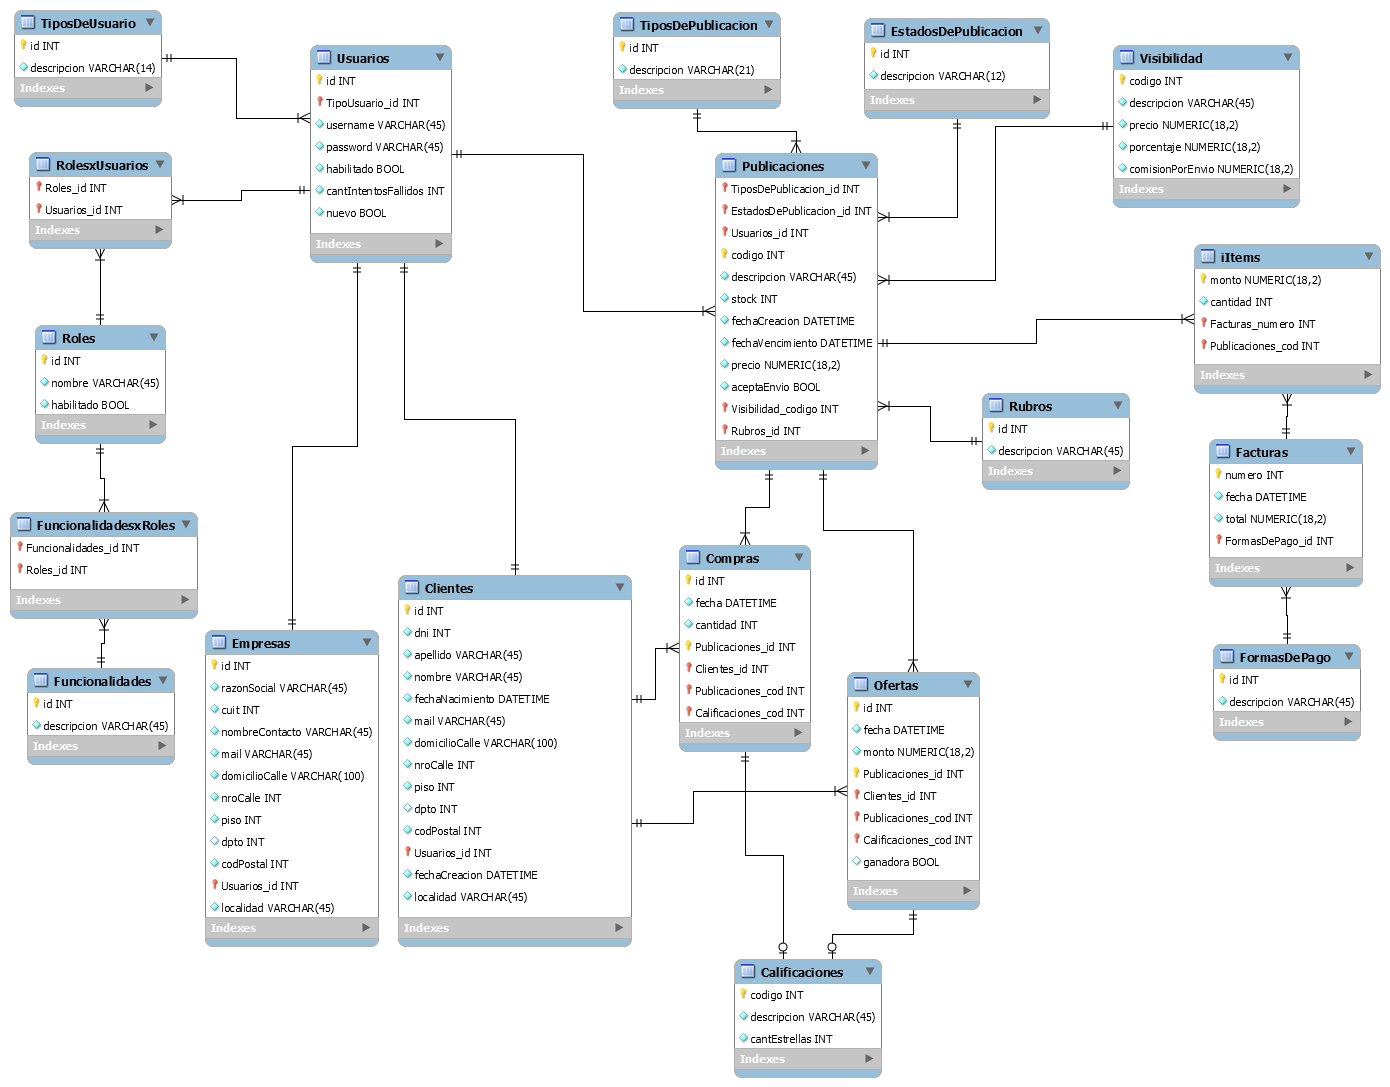 TiposDeUsuario
id INT
descripcion VARCHAR(14)
Indexes
Usuarios
id INT
TipoUsuario_id INT
username VARCHAR(45)
password VARCHAR(45)
habilitado BOOL
cantIntentosFallidos INT
nuevo BOOL
Indexes
TiposDePublicacion
id INT
descripcion VARCHAR(21)
Indexes
EstadosDePublicacion
id INT
descripcion VARCHAR(12)
Indexes
Visibilidad
codigo INT
descripcion VARCHAR(45)
precio NUMERIC(18,2)
porcentaje NUMERIC(18,2)
comisionPorEnvio NUMERIC(18,2)
Indexes
RolesxUsuarios
Roles_id INT
Usuarios_id INT
Indexes
Publicaciones
TiposDePublicacion_id INT
EstadosDePublicacion_id INT
Usuarios_id INT
codigo INT
descripcion VARCHAR(45)
stock INT
fechaCreacion DATETIME
fechaVencimiento DATETIME
precio NUMERIC(18,2)
aceptaEnvio BOOL
Visibilidad_codigo INT
Rubros_id INT
Indexes
iItems
monto NUMERIC(18,2)
cantidad INT
Facturas_numero INT
Publicaciones_cod INT
Indexes
Roles
id INT
nombre VARCHAR(45)
habilitado BOOL
Indexes
Rubros
id INT
descripcion VARCHAR(45)
Indexes
Facturas
numero INT
fecha DATETIME
total NUMERIC(18,2)
FormasDePago_id INT
Indexes
FuncionalidadesxRoles
Funcionalidades_id INT
Roles_id INT
Indexes
Compras
id INT
fecha DATETIME
cantidad INT
Publicaciones_id INT
Clientes_id INT
Publicaciones_cod INT
Calificaciones_cod INT
Indexes
Clientes
id INT
dni INT
apellido VARCHAR(45)
nombre VARCHAR(45)
fechaNacimiento DATETIME
mail VARCHAR(45)
domicilioCalle VARCHAR(100)
nroCalle INT
piso INT
dpto INT
codPostal INT
Usuarios_id INT
fechaCreacion DATETIME
localidad VARCHAR(45)
Indexes
Empresas
id INT
razonSocial VARCHAR(45)
cuit INT
nombreContacto VARCHAR(45)
mail VARCHAR(45)
domicilioCalle VARCHAR(100)
nroCalle INT
piso INT
dpto INT
codPostal INT
Usuarios_id INT
localidad VARCHAR(45)
Indexes
FormasDePago
id INT
descripcion VARCHAR(45)
Indexes
Funcionalidades
id INT
descripcion VARCHAR(45)
Indexes
Ofertas
id INT
fecha DATETIME
monto NUMERIC(18,2)
Publicaciones_id INT
Clientes_id INT
Publicaciones_cod INT
Calificaciones_cod INT
ganadora BOOL
Indexes
Calificaciones
codigo INT
descripcion VARCHAR(45)
cantEstrellas INT
Indexes